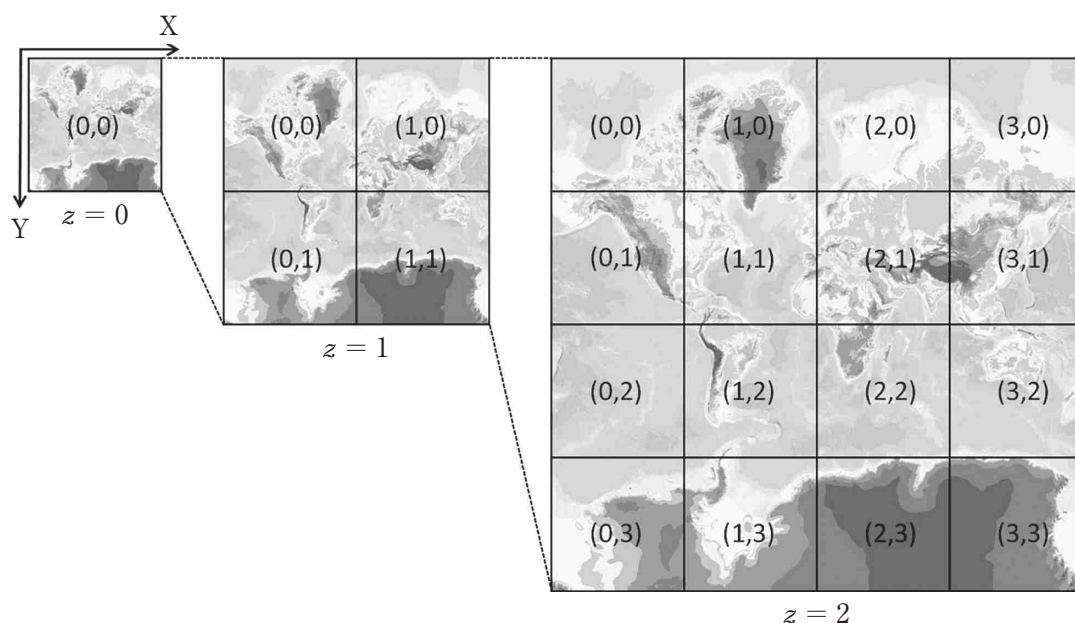 X
Y
(0,0)
z = 0
(0,0) (1,0)
(0,1) (1,1)
z = 1
(0,0) (1,0) (2,0) (3,0)
(0,1) (1,1) (2,1) (3,1)
(0,2) (1,2) (2,2) (3,2)
(0,3) (1,3) (2,3) (3,3)
z = 2